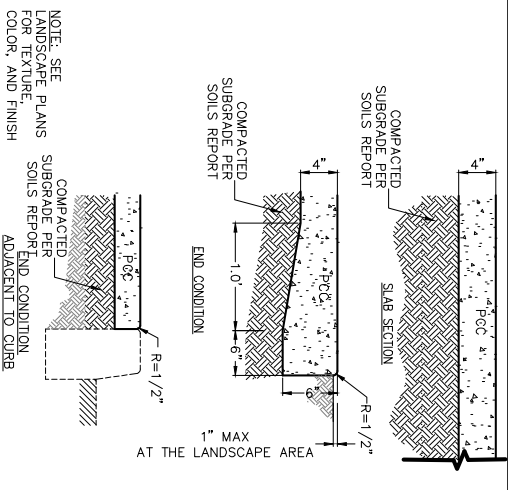 4"
PCC
COMPACTED
SUBGRADE PER
SOILS REPORT
SLAB SECTION
4"
PCC
COMPACTED
SUBGRADE PER
SOILS REPORT
1.0'
6"
6"
R=1/2"
1" MAX
AT THE LANDSCAPE AREA
END CONDITION
PCC
R=1/2"
COMPACTED
SUBGRADE PER
SOILS REPORT
END CONDITION
ADJACENT TO CURB
NOTE: SEE
LANDSCAPE PLANS
FOR TEXTURE,
COLOR, AND FINISH